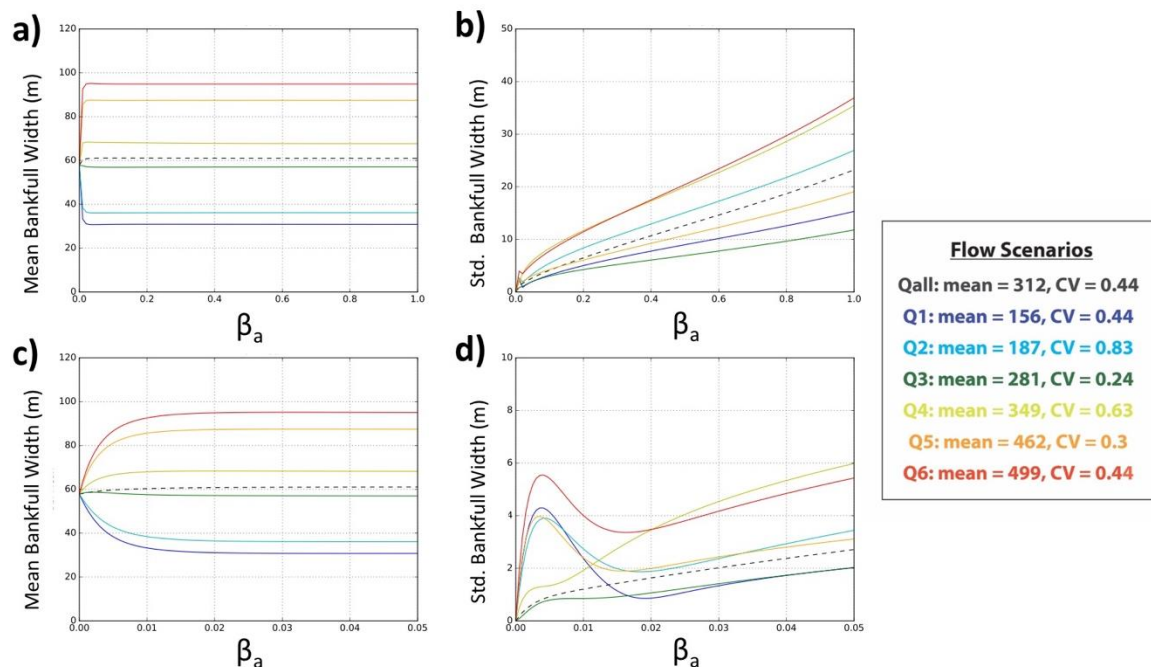 a)
Mean Bankfull Width (m)
120
100
80
60
40
20
0
0.0 0.2 0.4 0.6 0.8 1.0
βa
b)
Std. Bankfull Width (m)
50
40
30
20
10
0
0.0 0.2 0.4 0.6 0.8 1.0
βa
c)
Mean Bankfull Width (m)
120
100
80
60
40
20
0
0.00 0.01 0.02 0.03 0.04 0.05
βa
d)
Std. Bankfull Width (m)
10
8
6
4
2
0
0.00 0.01 0.02 0.03 0.04 0.05
βa
Flow Scenarios
Qall: mean = 312, CV = 0.44
Q1: mean = 156, CV = 0.44
Q2: mean = 187, CV = 0.83
Q3: mean = 281, CV = 0.24
Q4: mean = 349, CV = 0.63
Q5: mean = 462, CV = 0.3
Q6: mean = 499, CV = 0.44